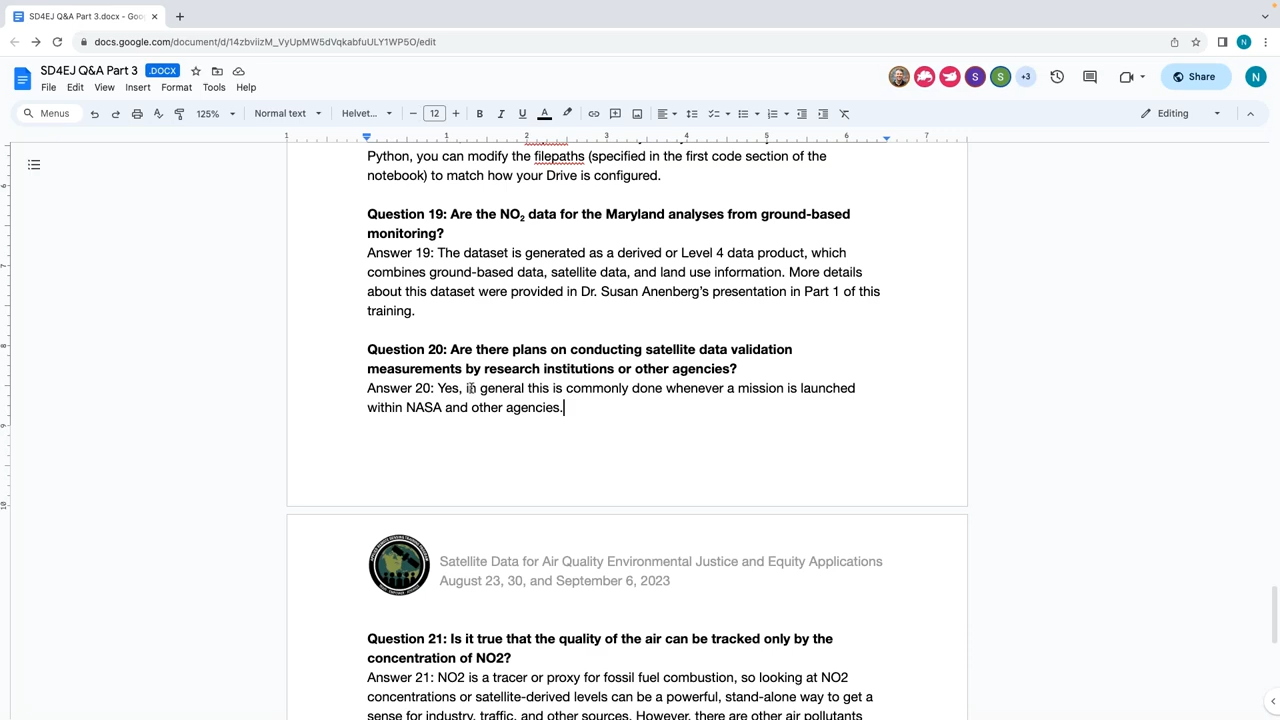 SD4EJ Q&A Part 3.docx - Goo
docs.google.com/document/d/14zbviizM_VyUpMW5dVqkabfuULY1WP5O/edit
N
SD4EJ Q&A Part 3 .DOCX
File Edit View Insert Format Tools Help
S S +3 Share N
Menus 125% Normal text Helvet... 12 B I U A Editing
1 1 2 3 4 5 6 7
Python, you can modify the filepaths (specified in the first code section of the
notebook) to match how your Drive is configured.
Question 19: Are the NO2 data for the Maryland analyses from ground-based
monitoring?
Answer 19: The dataset is generated as a derived or Level 4 data product, which
combines ground-based data, satellite data, and land use information. More details
about this dataset were provided in Dr. Susan Anenberg's presentation in Part 1 of this
training.
Question 20: Are there plans on conducting satellite data validation
measurements by research institutions or other agencies?
Answer 20: Yes, in general this is commonly done whenever a mission is launched
within NASA and other agencies.
Satellite Data for Air Quality Environmental Justice and Equity Applications
August 23, 30, and September 6, 2023
Question 21: Is it true that the quality of the air can be tracked only by the
concentration of NO2?
Answer 21: NO2 is a tracer or proxy for fossil fuel combustion, so looking at NO2
concentrations or satellite-derived levels can be a powerful, stand-alone way to get a
sense for industry, traffic, and other sources. However, there are other air pollutants